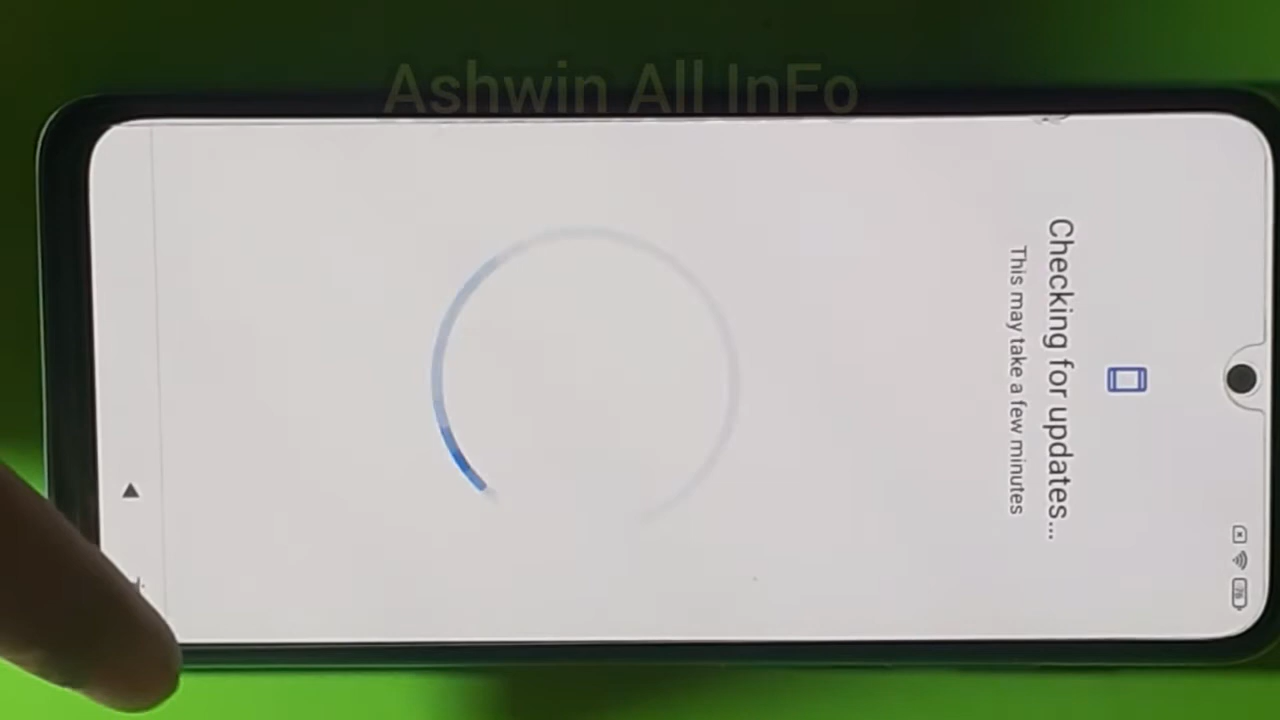 Ashwin All InFo
Checking for updates...
This may take a few minutes